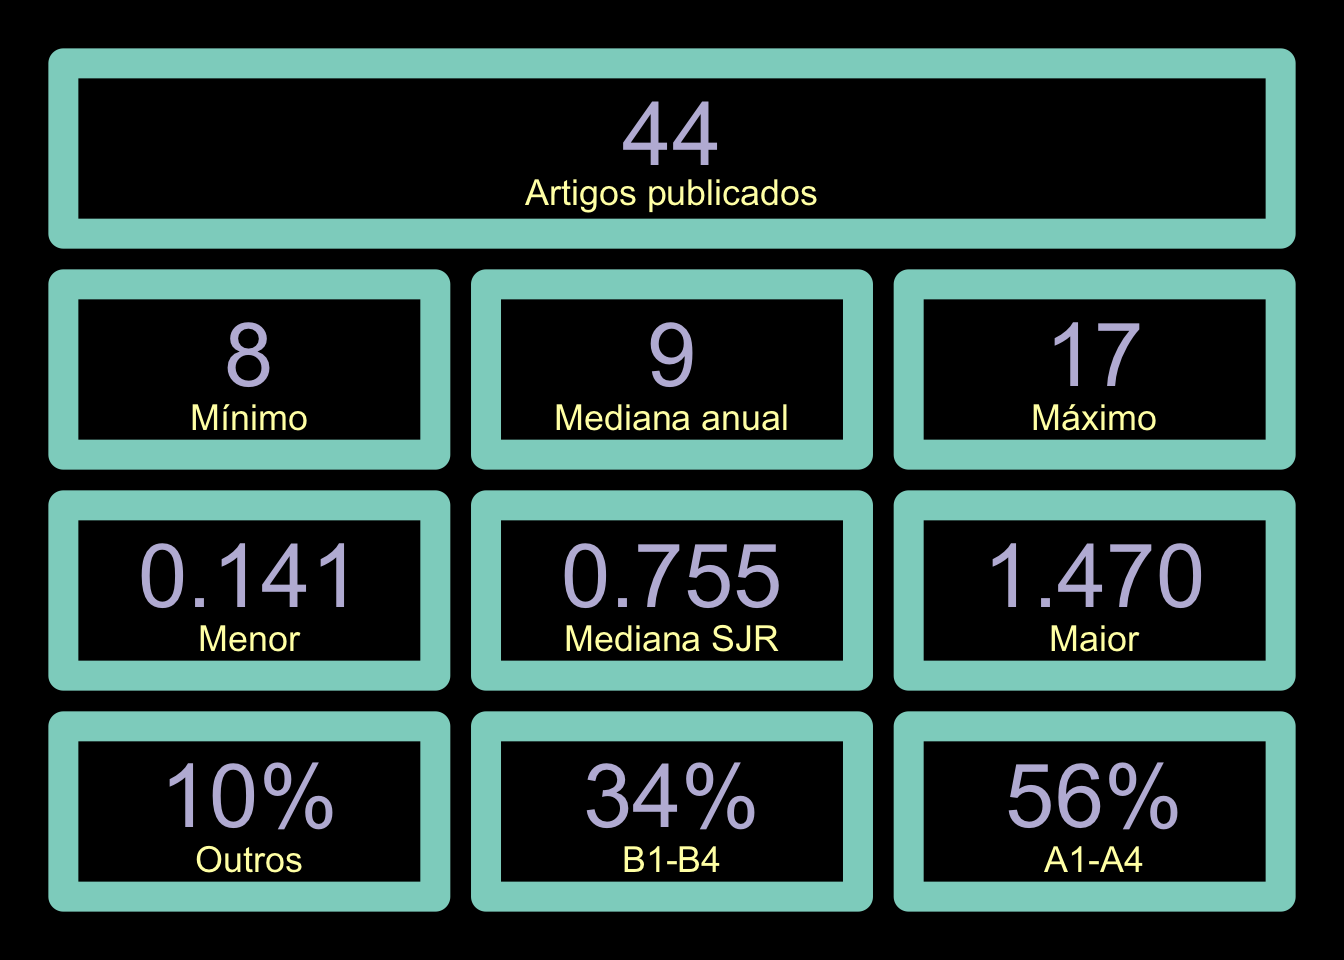 44
Artigos publicados
8
Mínimo
9
Mediana anual
17
Máximo
0.141
Menor
0.755
Mediana SJR
1.470
Maior
10%
Outros
34%
B1-B4
56%
A1-A4